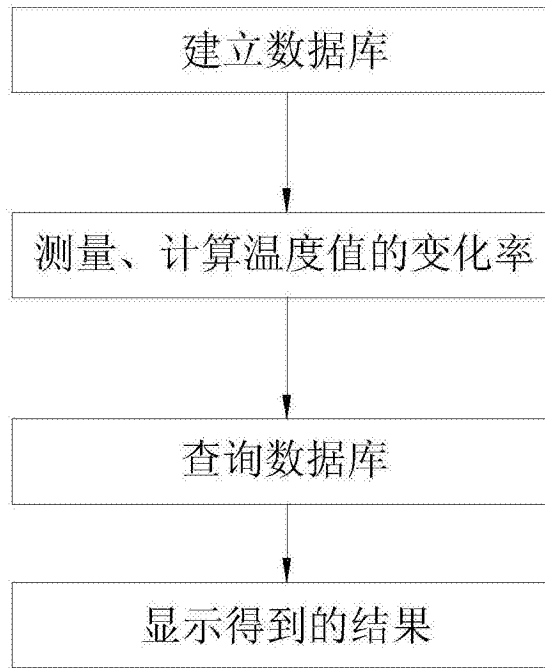 建立数据库
测量、计算温度值的变化率
查询数据库
显示得到的结果